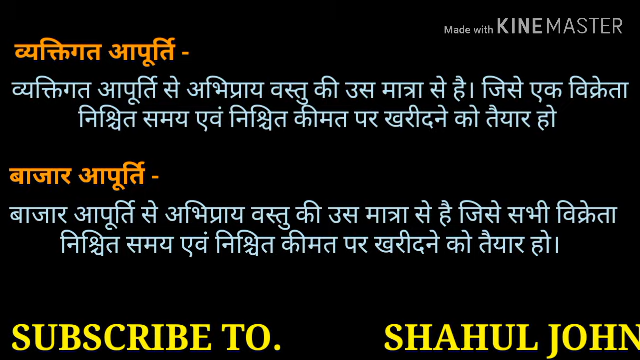 Made with KINEMASTER
व्यक्तिगत आपूर्ति -
व्यक्तिगत आपूर्ति से अभिप्राय वस्तु की उस मात्रा से है। जिसे एक विक्रेता
निश्चित समय एवं निश्चित कीमत पर खरीदने को तैयार हो
बाजार आपूर्ति -
बाजार आपूर्ति से अभिप्राय वस्तु की उस मात्रा से है जिसे सभी विक्रेता
निश्चित समय एवं निश्चित कीमत पर खरीदने को तैयार हो।
SUBSCRIBE TO. SHAHUL JOHN